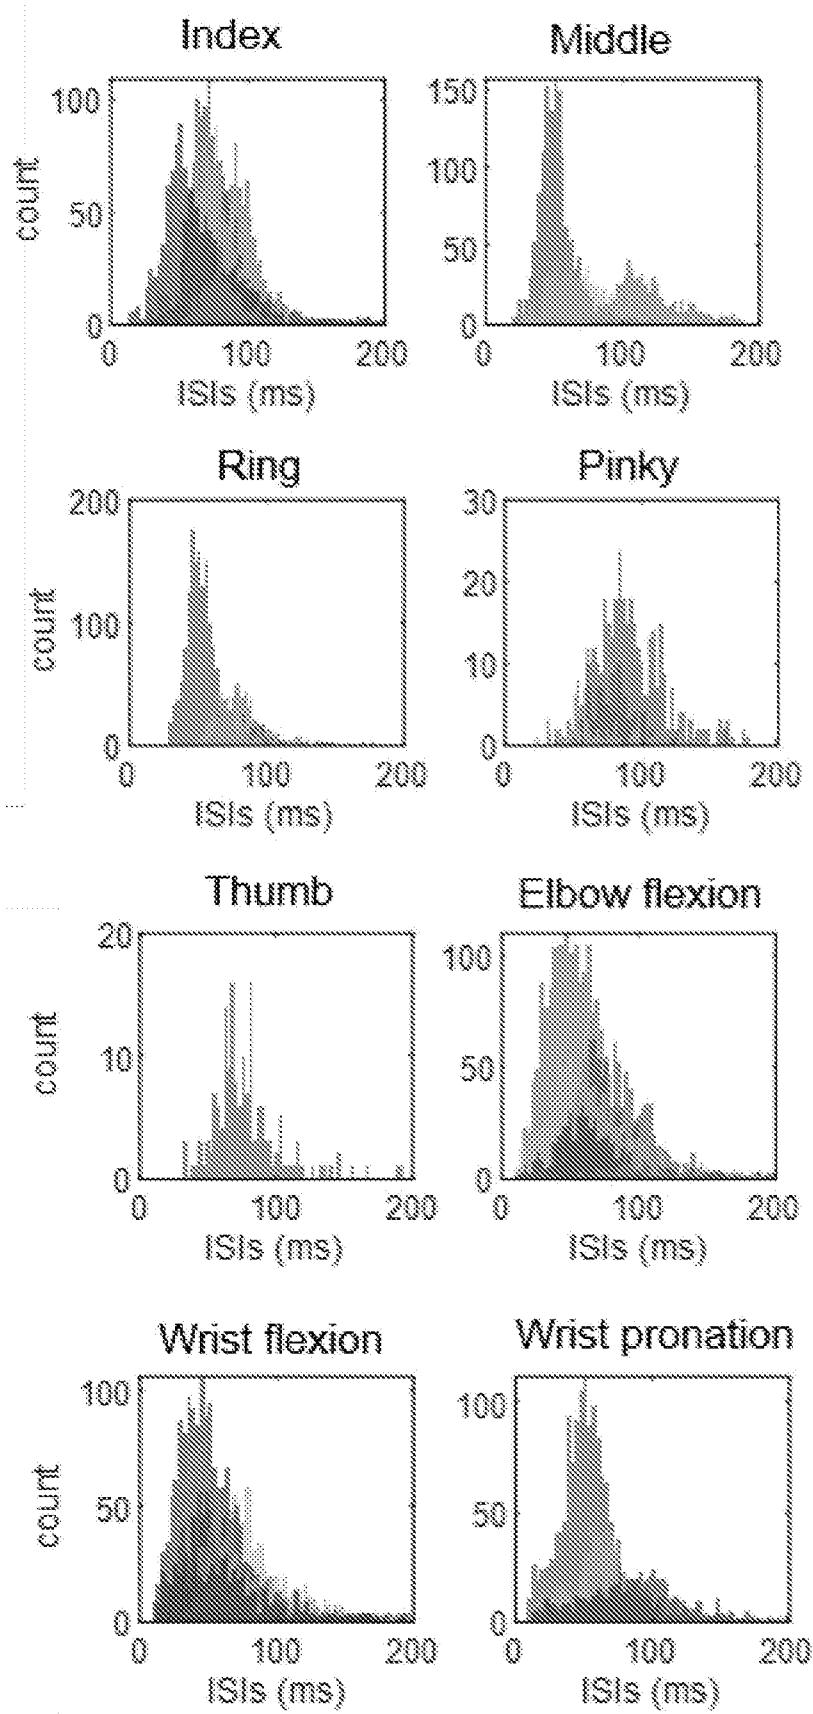 Index Middle
100 150
count 100
50 50
0 0
0 100 200 0 100 200
ISIs (ms) ISIs (ms)
Ring Pinky
200 30
20
count 100
10
0 0
0 100 200 0 100 200
ISIs (ms) ISIs (ms)
Thumb Elbow flexion
20 100
count 10 50
0 0
0 100 200 0 100 200
ISIs (ms) ISIs (ms)
Wrist flexion Wrist pronation
100 100
count 50 50
0 0
0 100 200 0 100 200
ISIs (ms) ISIs (ms)